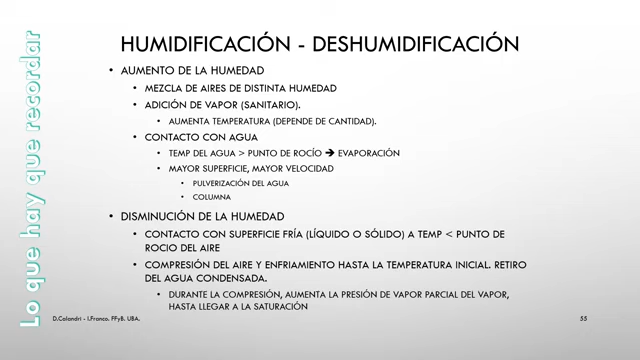 Lo que hay que recordar
HUMIDIFICACIÓN - DESHUMIDIFICACIÓN
• AUMENTO DE LA HUMEDAD
• MEZCLA DE AIRES DE DISTINTA HUMEDAD
• ADICIÓN DE VAPOR (SANITARIO).
• AUMENTA TEMPERATURA (DEPENDE DE CANTIDAD).
• CONTACTO CON AGUA
• TEMP DEL AGUA > PUNTO DE ROCÍO ➔ EVAPORACIÓN
• MAYOR SUPERFICIE, MAYOR VELOCIDAD
• PULVERIZACIÓN DEL AGUA
• COLUMNA
• DISMINUCIÓN DE LA HUMEDAD
• CONTACTO CON SUPERFICIE FRÍA (LÍQUIDO O SÓLIDO) A TEMP < PUNTO DE
ROCIO DEL AIRE
• COMPRESIÓN DEL AIRE Y ENFRIAMIENTO HASTA LA TEMPERATURA INICIAL. RETIRO
DEL AGUA CONDENSADA.
• DURANTE LA COMPRESIÓN, AUMENTA LA PRESIÓN DE VAPOR PARCIAL DEL VAPOR,
HASTA LLEGAR A LA SATURACIÓN
D.Calandri - I.Franco. FFyB. UBA.
55